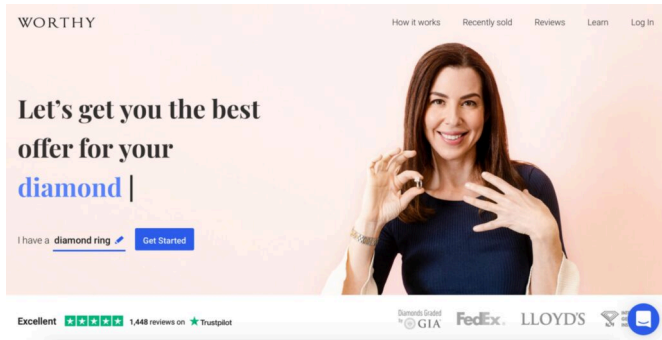 WORTHY
How it works Recently sold Reviews Learn Log In
Let's get you the best
offer for your
diamond
I have a diamond ring Get Started
Excellent 1,448 reviews on Trustpilot
Diamonds Graded
by GIA
FedEx
LLOYD'S